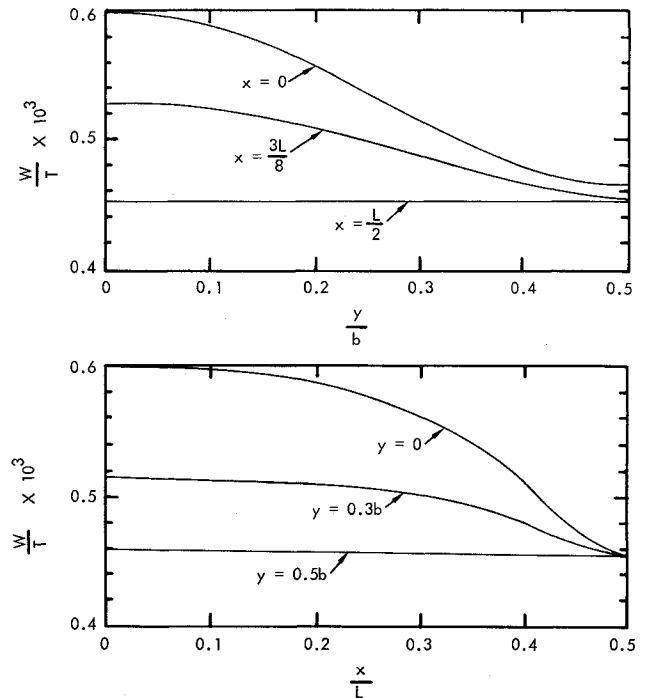 0.6
x = 0
W/T × 10³
0.5
x = 3L/8
x = L/2
0.4
0 0.1 0.2 0.3 0.4 0.5
y/b
0.6
y = 0
W/T × 10³
0.5
y = 0.3b
y = 0.5b
0.4
0 0.1 0.2 0.3 0.4 0.5
x/L